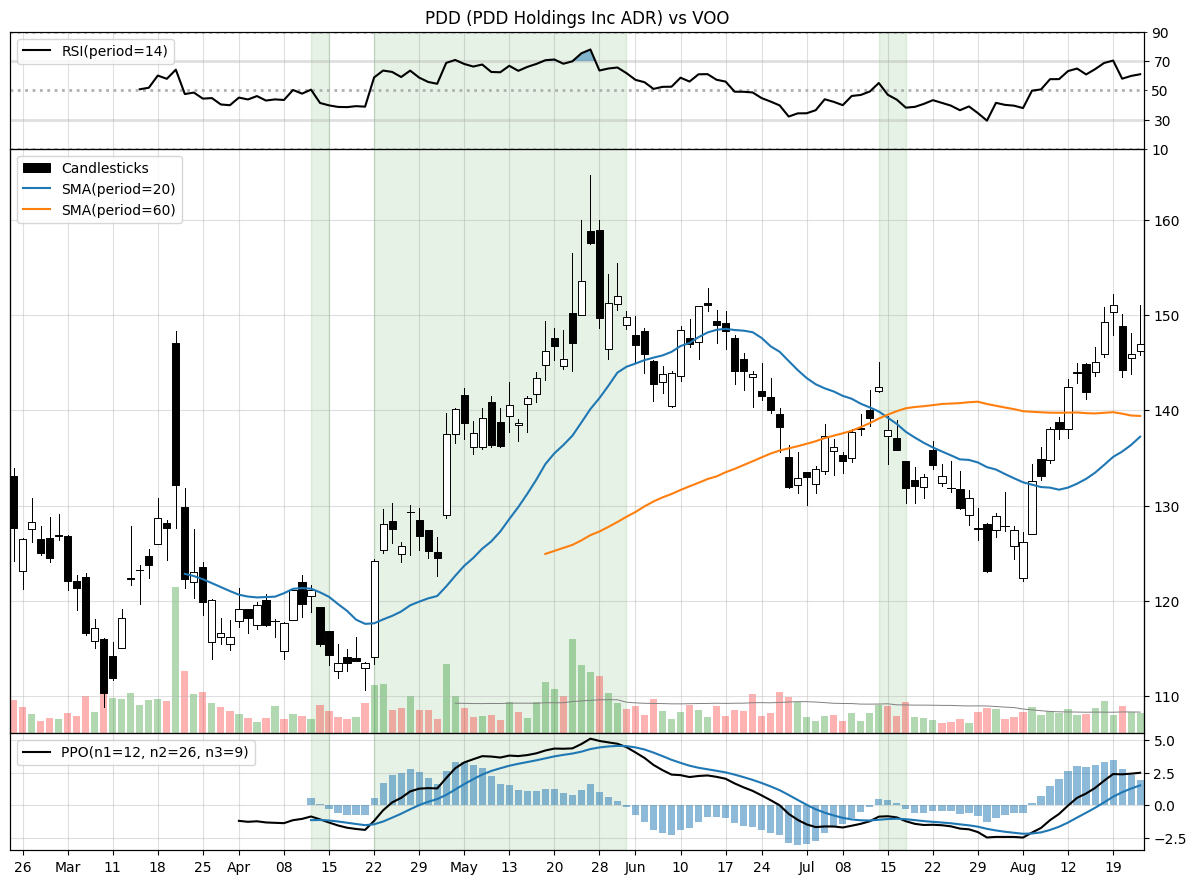 PDD (PDD Holdings Inc ADR) vs VOO
RSI(period=14)
90
70
50
30
10
Candlesticks
SMA(period=20)
SMA(period=60)
160
150
140
130
120
110
PPO(n1=12, n2=26, n3=9)
5.0
2.5
0.0
−2.5
26 Mar 11 18 25 Apr 08 15 22 29 May 13 20 28 Jun 10 17 24 Jul 08 15 22 29 Aug 12 19